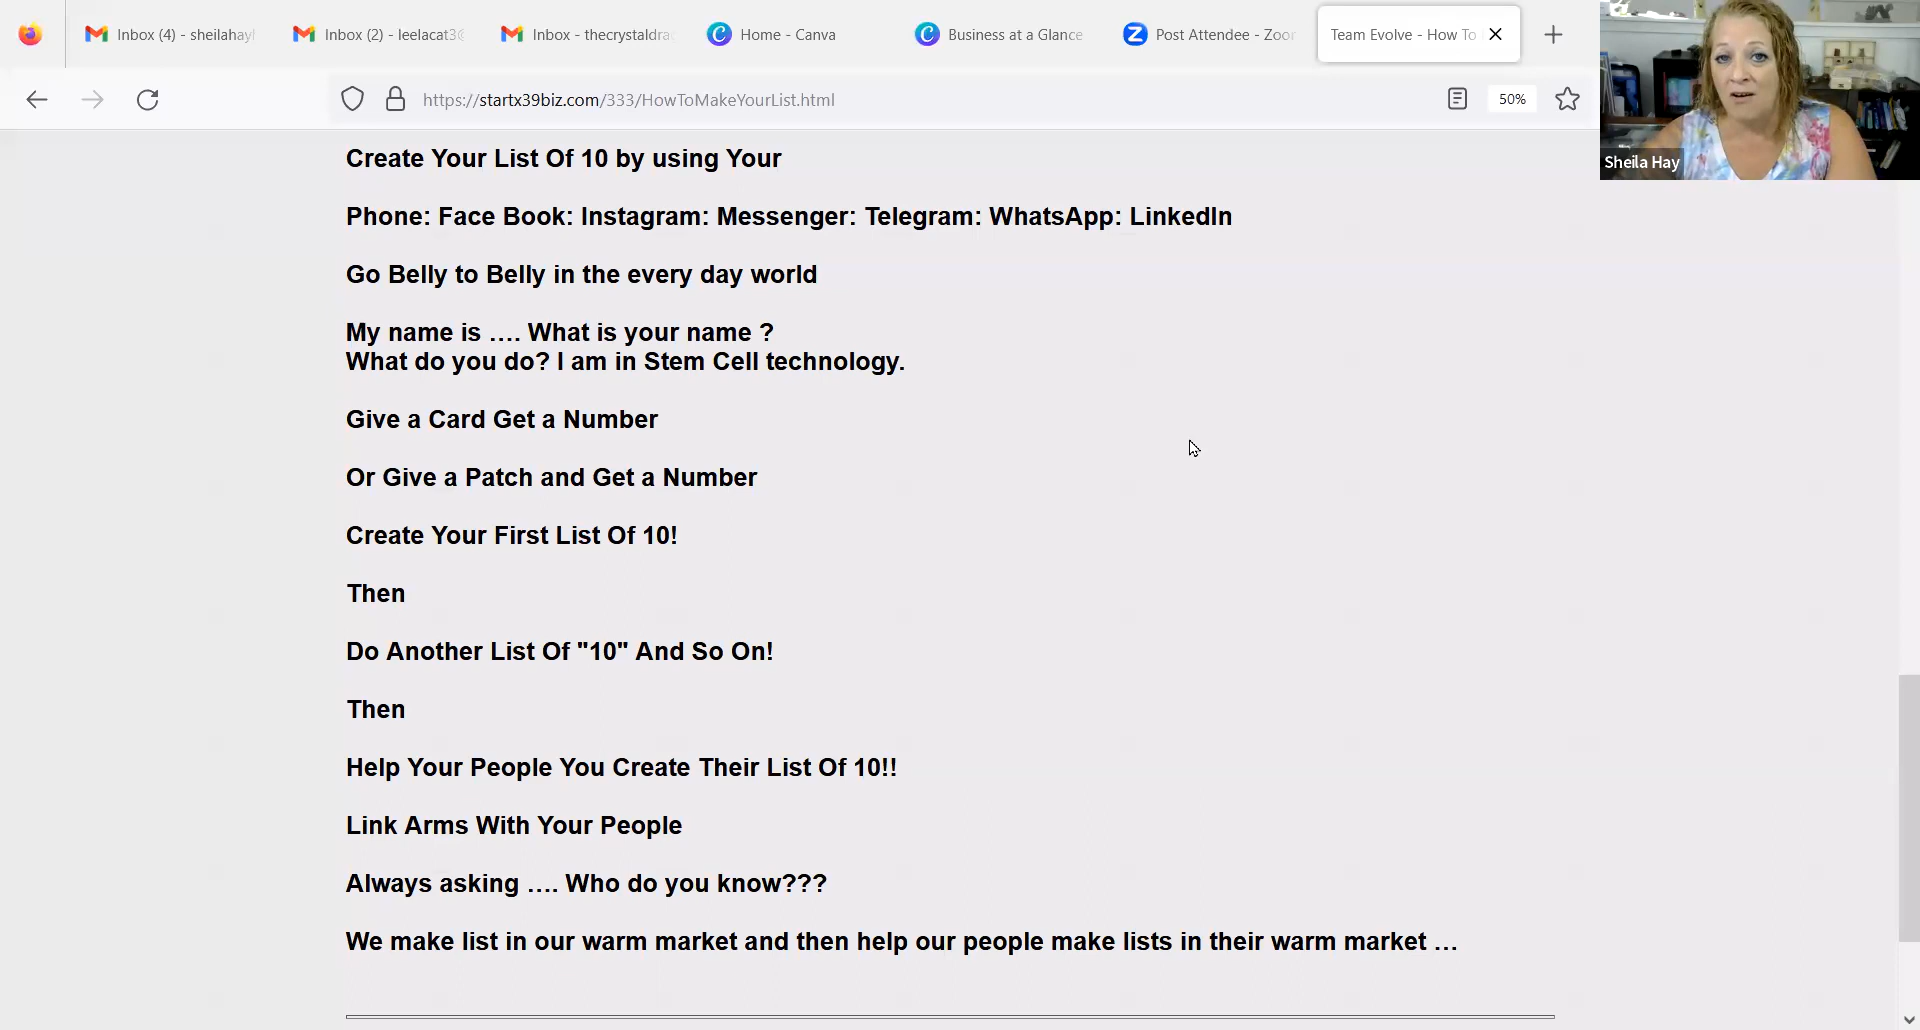 Inbox (4) - sheilahayl
Inbox (2) - leelacat3@
Inbox - thecrystaldra
Home - Canva
Business at a Glance
Post Attendee - Zoor
Team Evolve - How To
https://startx39biz.com/333/HowToMakeYourList.html
50%
Sheila Hay
Create Your List Of 10 by using Your
Phone: Face Book: Instagram: Messenger: Telegram: WhatsApp: LinkedIn
Go Belly to Belly in the every day world
My name is …. What is your name ?
What do you do? I am in Stem Cell technology.
Give a Card Get a Number
Or Give a Patch and Get a Number
Create Your First List Of 10!
Then
Do Another List Of "10" And So On!
Then
Help Your People You Create Their List Of 10!!
Link Arms With Your People
Always asking …. Who do you know???
We make list in our warm market and then help our people make lists in their warm market …